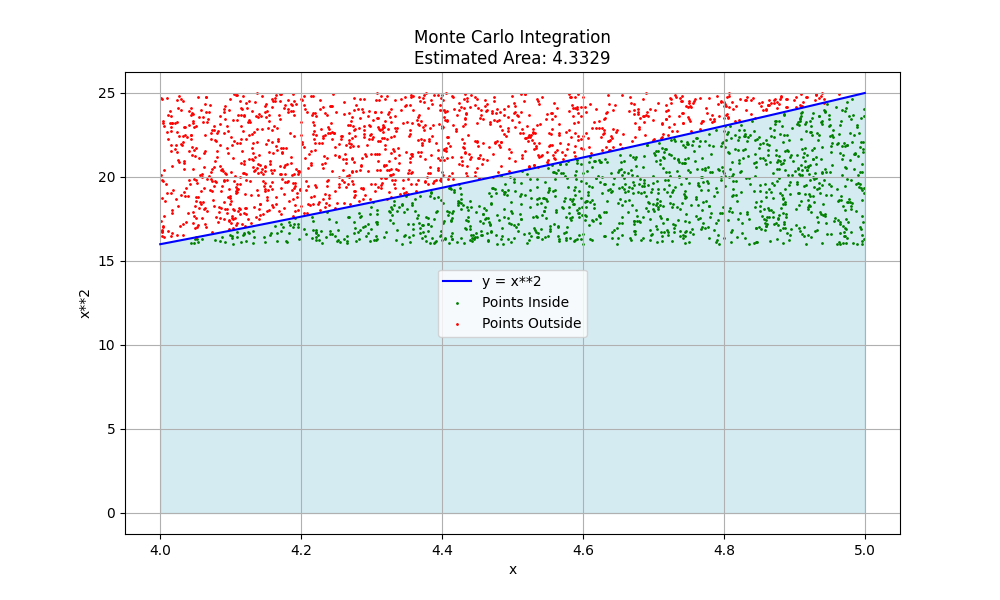 Monte Carlo Integration
Estimated Area: 4.3329
x**2
25
20
15
10
5
0
y = x**2
Points Inside
Points Outside
4.0 4.2 4.4 4.6 4.8 5.0
x